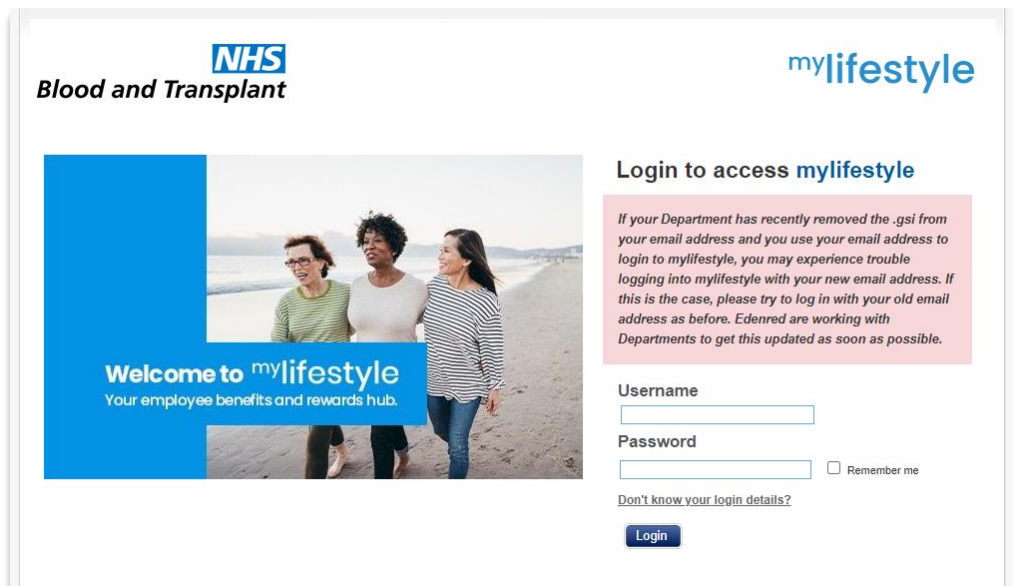 NHS
Blood and Transplant
mylifestyle
Welcome to mylifestyle
Your employee benefits and rewards hub.
Login to access mylifestyle
If your Department has recently removed the .gsi from
your email address and you use your email address to
login to mylifestyle, you may experience trouble
logging into mylifestyle with your new email address. If
this is the case, please try to log in with your old email
address as before. Edenred are working with
Departments to get this updated as soon as possible.
Username
Password
Remember me
Don't know your login details?
Login